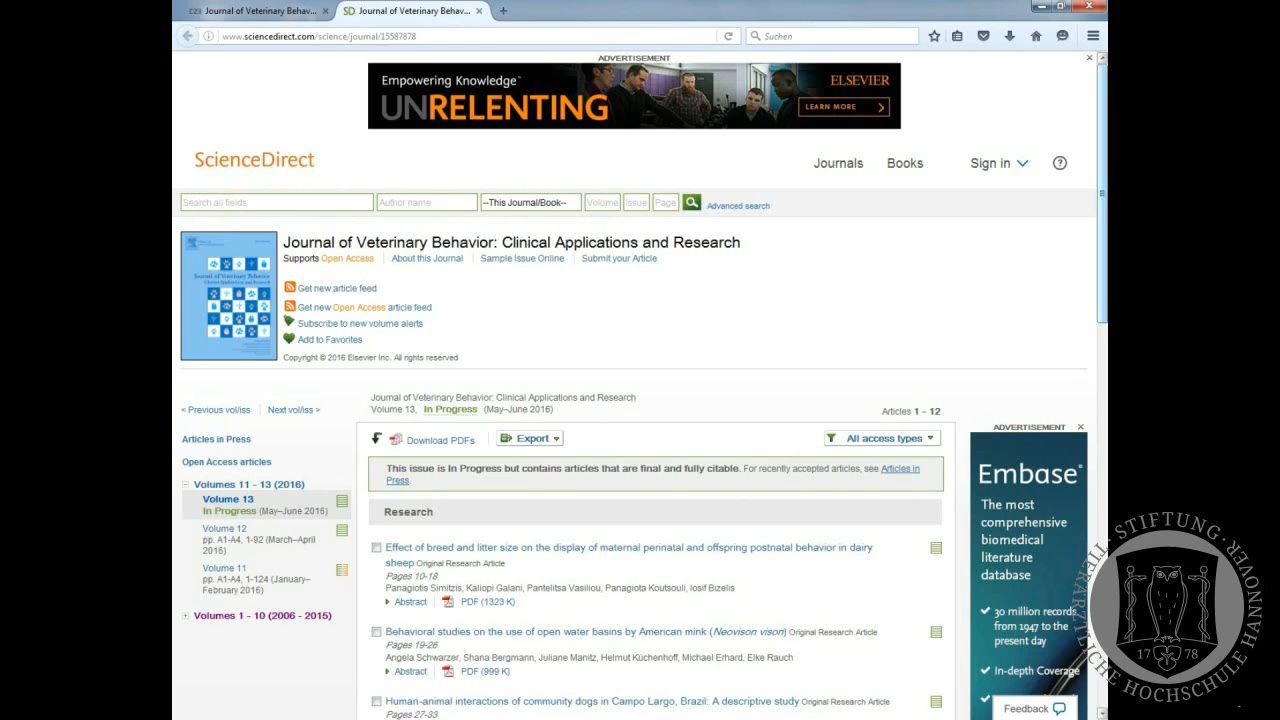 Journal of Veterinary Behav...
SD Journal of Veterinary Behav...
www.sciencedirect.com/science/journal/15587878
Suchen
ADVERTISEMENT
Empowering Knowledge™
UNRELENTING
ELSEVIER
LEARN MORE
ScienceDirect
Journals
Books
Sign in
?
Search all fields
Author name
--This Journal/Book--
Volume
Issue
Page
Advanced search
Journal of Veterinary Behavior: Clinical Applications and Research
Supports Open Access
About this Journal
Sample Issue Online
Submit your Article
Get new article feed
Get new Open Access article feed
Subscribe to new volume alerts
Add to Favorites
Copyright © 2016 Elsevier Inc. All rights reserved
< Previous vol/iss
Next vol/iss >
Articles in Press
Open Access articles
Volumes 11 - 13 (2016)
Volume 13
In Progress (May–June 2016)
Volume 12
pp. A1-A4, 1-92 (March–April
2016)
Volume 11
pp. A1-A4, 1-124 (January–
February 2016)
Volumes 1 - 10 (2006 - 2015)
Journal of Veterinary Behavior: Clinical Applications and Research
Volume 13, In Progress (May–June 2016)
Articles 1 - 12
Download PDFs
Export
All access types
This issue is In Progress but contains articles that are final and fully citable. For recently accepted articles, see Articles in
Press.
Research
Effect of breed and litter size on the display of maternal perinatal and offspring postnatal behavior in dairy
sheep Original Research Article
Pages 10-18
Panagiotis Simitzis, Kaliopi Galani, Pantelitsa Vasiliou, Panagiota Koutsouli, Iosif Bizelis
Abstract
PDF (1323 K)
Behavioral studies on the use of open water basins by American mink (Neovison vison) Original Research Article
Pages 19-26
Angela Schwarzer, Shana Bergmann, Juliane Manitz, Helmut Küchenhoff, Michael Erhard, Elke Rauch
Abstract
PDF (999 K)
Human-animal interactions of community dogs in Campo Largo, Brazil: A descriptive study Original Research Article
Pages 27-33
ADVERTISEMENT
Embase®
The most
comprehensive
biomedical
literature
database
30 million records
from 1947 to the
present day
In-depth Coverage
Feedback
STIFTUNG
TIERÄRZTLICHE HOCHSCHULE HANNOVER
17 78